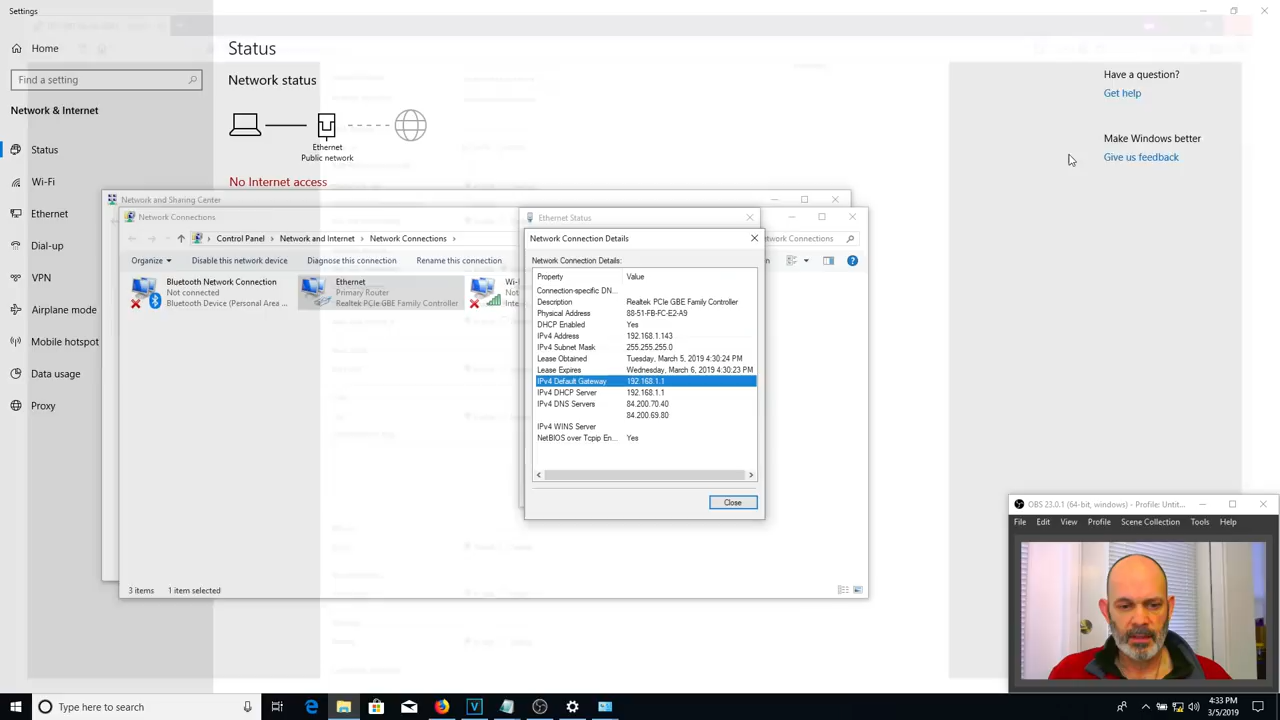 Settings
Home
Find a setting
Network & Internet
Status
Wi-Fi
Ethernet
Dial-up
VPN
Airplane mode
Mobile hotspot
Data usage
Proxy
Status
Network status
Ethernet
Public network
No Internet access
Have a question?
Get help
Make Windows better
Give us feedback
Network and Sharing Center
Network Connections
Control Panel
Network and Internet
Network Connections
Network Connections
Organize
Disable this network device
Diagnose this connection
Rename this connection
Bluetooth Network Connection
Not connected
Bluetooth Device (Personal Area ...
Ethernet
Primary Router
Realtek PCIe GBE Family Controller
3 items
1 item selected
Ethernet Status
Network Connection Details
Network Connection Details:
Property Value
Connection-specific DN...
Description Realtek PCIe GBE Family Controller
Physical Address 88-51-FB-FC-E2-A9
DHCP Enabled Yes
IPv4 Address 192.168.1.143
IPv4 Subnet Mask 255.255.255.0
Lease Obtained Tuesday, March 5, 2019 4:30:24 PM
Lease Expires Wednesday, March 6, 2019 4:30:23 PM
IPv4 Default Gateway 192.168.1.1
IPv4 DHCP Server 192.168.1.1
IPv4 DNS Servers 84.200.70.40
84.200.69.80
IPv4 WINS Server
NetBIOS over Tcpip En... Yes
Close
OBS 23.0.1 (64-bit, windows) - Profile: Untit...
File Edit View Profile Scene Collection Tools Help
Type here to search
4:33 PM
3/5/2019